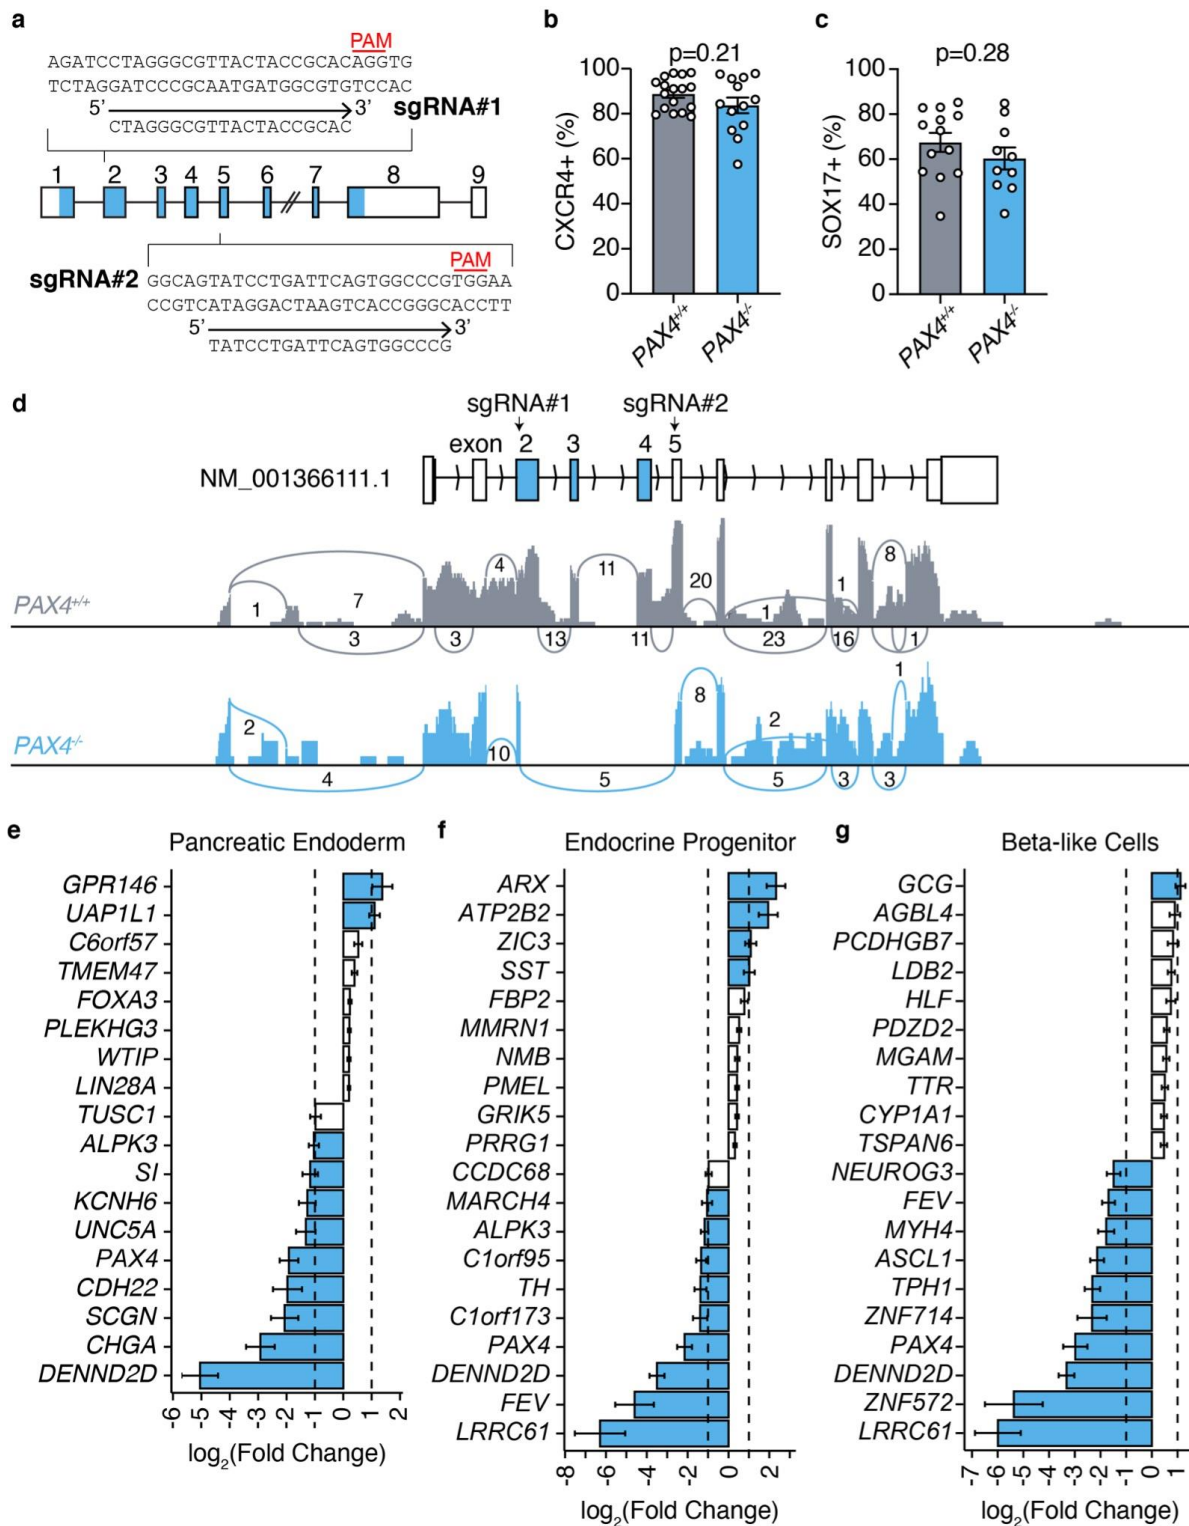 a
PAM
AGATCCTAGGGCGTTACTACCGCACAGGTG
TCTAGGATCCCGCAATGATGGCGTGTCCAC
5’ 3’ sgRNA#1
CTAGGGCGTTACTACCGCAC
1 2 3 4 5 6 7 8 9
PAM
sgRNA#2 GGCAGTATCCTGATTCAGTGGCCCGTGGAA
CCGTCATAGGACTAAGTCACCGGGCACCTT
5’ 3’
TATCCTGATTCAGTGGCCCG
b
p=0.21
100
80
60
40
20
0
CXCR4+ (%)
PAX4+/+
PAX4-/-
c
p=0.28
100
80
60
40
20
0
SOX17+ (%)
PAX4+/+
PAX4-/-
d
sgRNA#1 sgRNA#2
exon 2 3 4 5
NM_001366111.1
PAX4+/+
4 11 8
1 7 20 1 1
3 3 13 11 23 16 1
PAX4-/-
1
2 10 8 2
4 5 5 3 3
e
Pancreatic Endoderm
GPR146
UAP1L1
C6orf57
TMEM47
FOXA3
PLEKHG3
WTIP
LIN28A
TUSC1
ALPK3
SI
KCNH6
UNC5A
PAX4
CDH22
SCGN
CHGA
DENND2D
-6 -5 -4 -3 -2 -1 0 1 2
log2(Fold Change)
f
Endocrine Progenitor
ARX
ATP2B2
ZIC3
SST
FBP2
MMRN1
NMB
PMEL
GRIK5
PRRG1
CCDC68
MARCH4
ALPK3
C1orf95
TH
C1orf173
PAX4
DENND2D
FEV
LRRC61
-8 -6 -4 -2 0 2
log2(Fold Change)
g
Beta-like Cells
GCG
AGBL4
PCDHGB7
LDB2
HLF
PDZD2
MGAM
TTR
CYP1A1
TSPAN6
NEUROG3
FEV
MYH4
ASCL1
TPH1
ZNF714
PAX4
DENND2D
ZNF572
LRRC61
-7 -6 -5 -4 -3 -2 -1 0 1
log2(Fold Change)